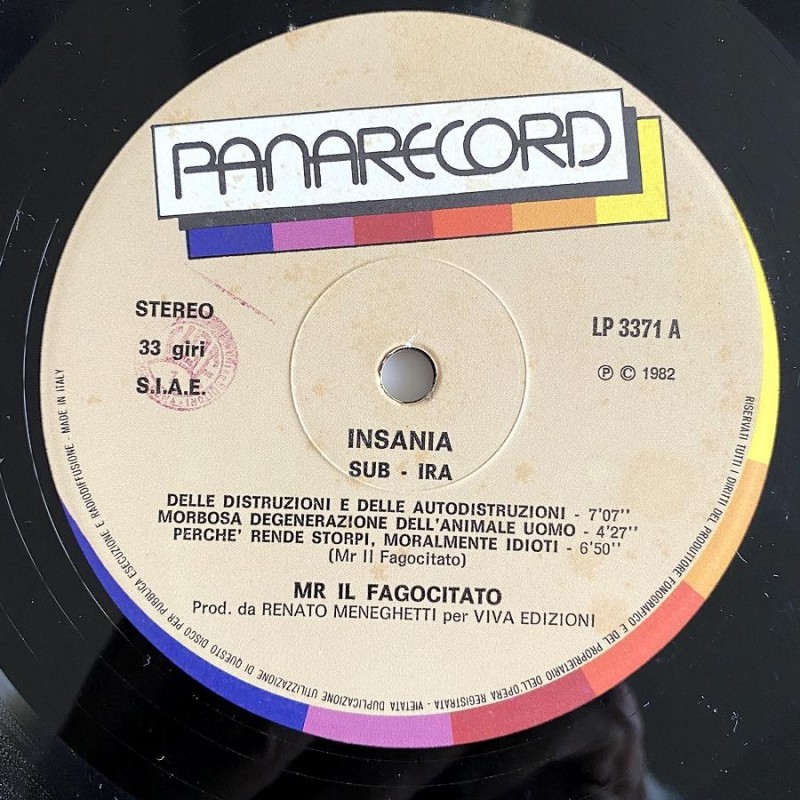 PANARECORD
STEREO
33 giri
S.I.A.E.
LP 3371 A
Ⓟ © 1982
INSANIA
SUB - IRA
DELLE DISTRUZIONI E DELLE AUTODISTRUZIONI - 7'07''
MORBOSA DEGENERAZIONE DELL'ANIMALE UOMO - 4'27''
PERCHE' RENDE STORPI, MORALMENTE IDIOTI - 6'50''
(Mr Il Fagocitato)
MR IL FAGOCITATO
Prod. da RENATO MENEGHETTI per VIVA EDIZIONI
RISERVATI TUTTI I DIRITTI DEL PRODUTTORE FONOGRAFICO E DEL PROPRIETARIO DELL'OPERA REGISTRATA - VIETATA DUPLICAZIONE UTILIZZAZIONE DI QUESTO DISCO PER PUBBLICA ESECUZIONE E RADIODIFFUSIONE - MADE IN ITALY